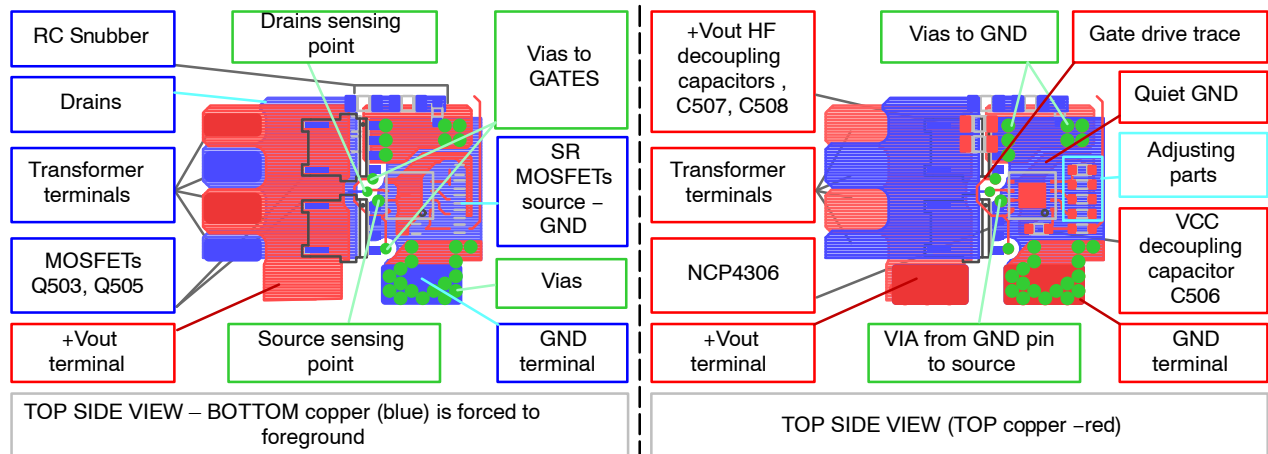 RC Snubber
Drains sensing
point
Vias to
GATES
Drains
Transformer
terminals
SR
MOSFETs
source –
GND
MOSFETs
Q503, Q505
Vias
+Vout
terminal
Source sensing
point
GND
terminal
TOP SIDE VIEW – BOTTOM copper (blue) is forced to
foreground
+Vout HF
decoupling
capacitors ,
C507, C508
Vias to GND
Gate drive trace
Quiet GND
Transformer
terminals
Adjusting
parts
NCP4306
VCC
decoupling
capacitor
C506
+Vout
terminal
VIA from GND pin
to source
GND
terminal
TOP SIDE VIEW (TOP copper –red)